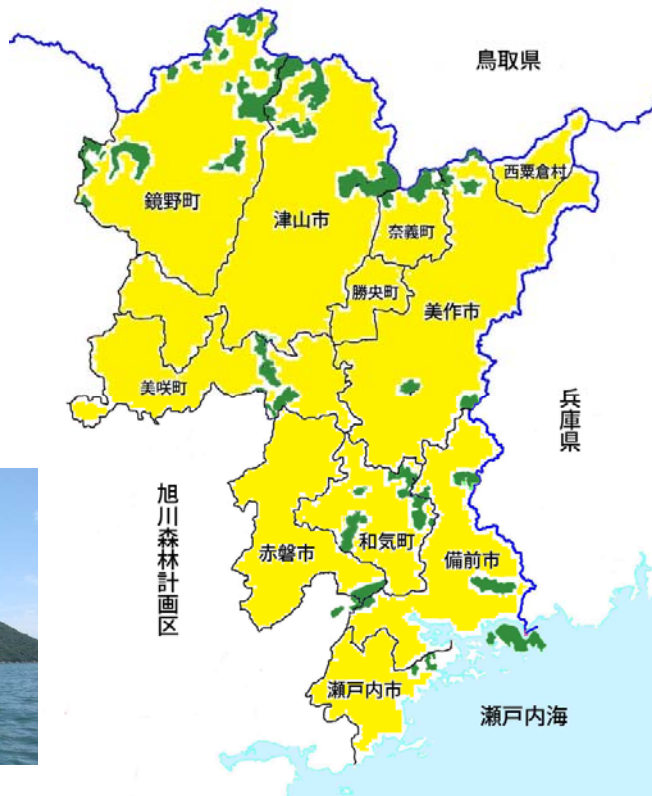 鳥取県
西粟倉村
鏡野町
津山市
奈義町
勝央町
美作市
美咲町
兵庫県
旭川森林計画区
赤磐市
和気町
備前市
瀬戸内市
瀬戸内海